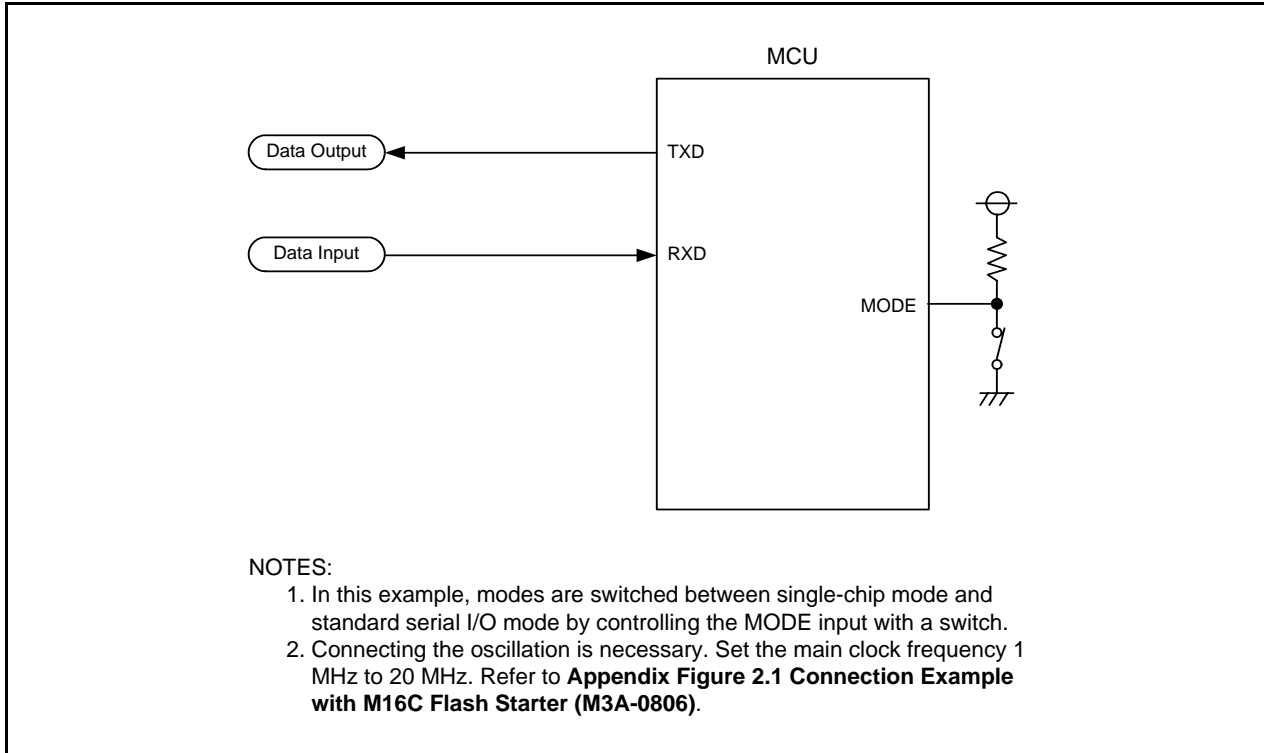 MCU
Data Output
TXD
Data Input
RXD
MODE
NOTES:
1. In this example, modes are switched between single-chip mode and
standard serial I/O mode by controlling the MODE input with a switch.
2. Connecting the oscillation is necessary. Set the main clock frequency 1
MHz to 20 MHz. Refer to Appendix Figure 2.1 Connection Example
with M16C Flash Starter (M3A-0806).